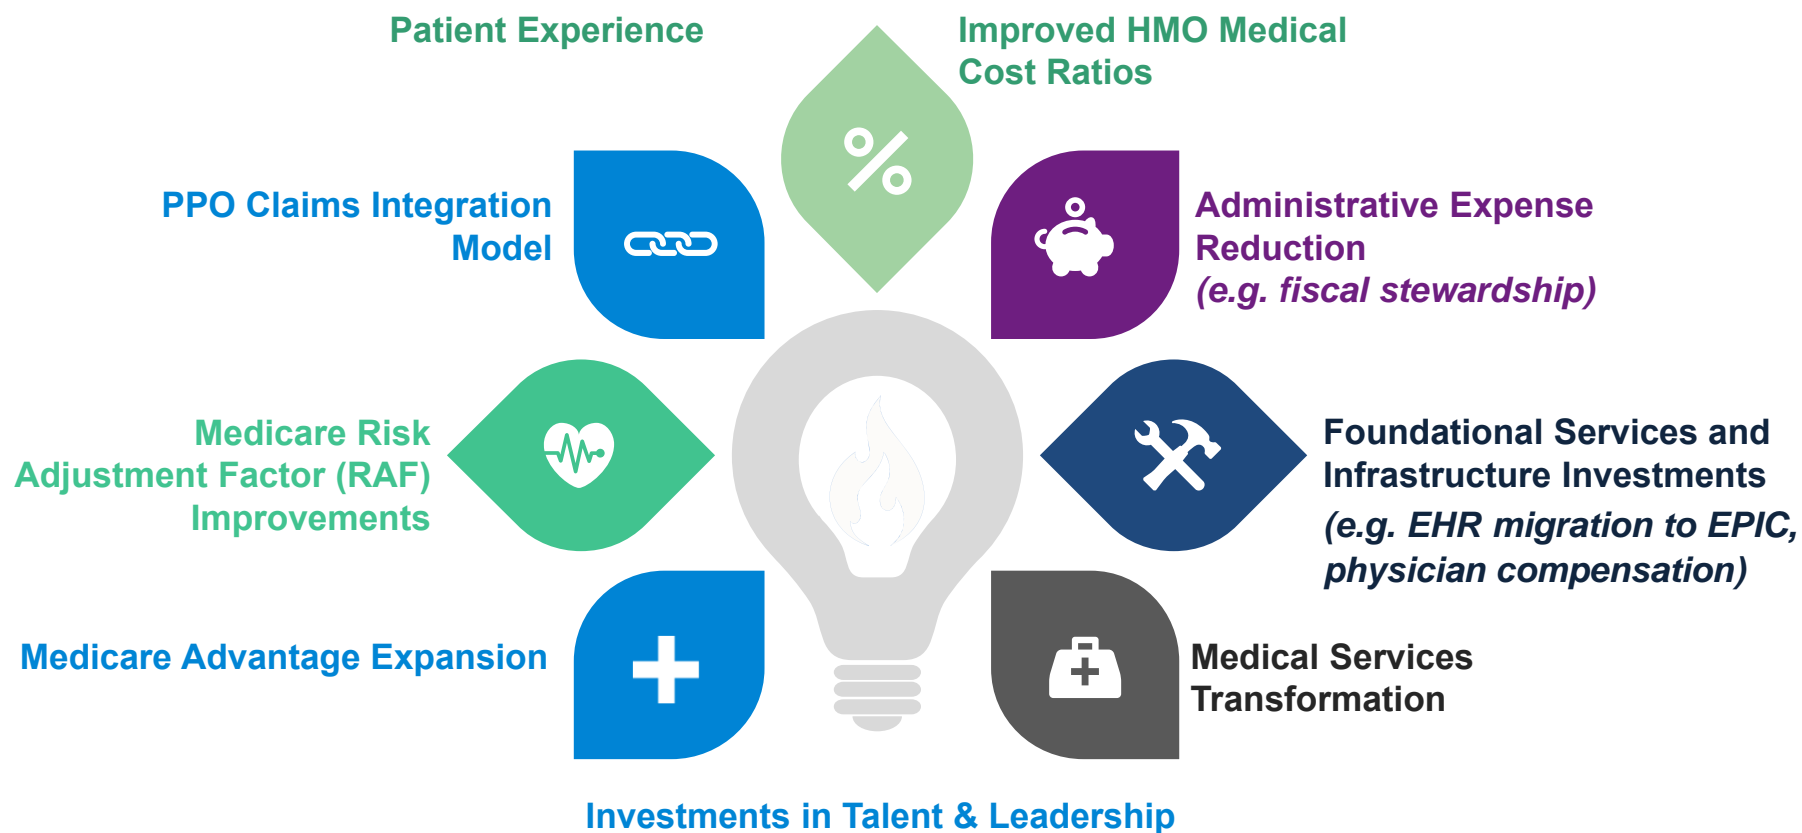 Patient Experience
Improved HMO Medical
Cost Ratios
PPO Claims Integration
Model
Administrative Expense
Reduction
(e.g. fiscal stewardship)
Medicare Risk
Adjustment Factor (RAF)
Improvements
Foundational Services and
Infrastructure Investments
(e.g. EHR migration to EPIC,
physician compensation)
Medicare Advantage Expansion
Medical Services
Transformation
Investments in Talent & Leadership